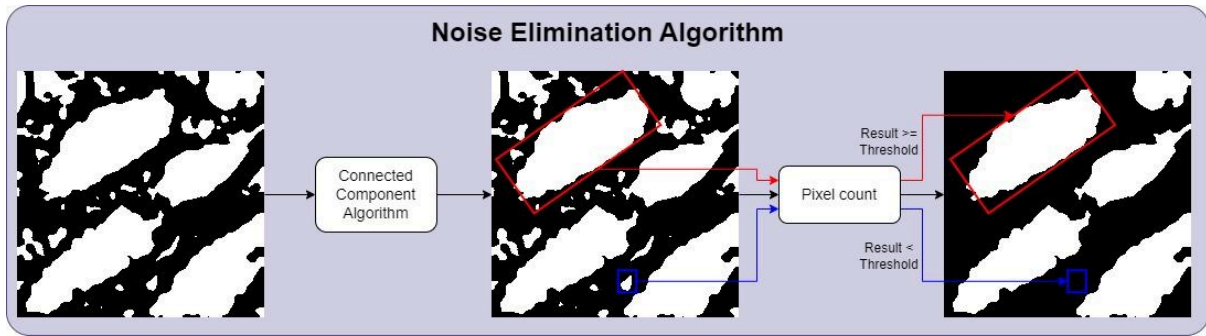 Noise Elimination Algorithm
Connected
Component
Algorithm
Pixel count
Result >=
Threshold
Result <
Threshold